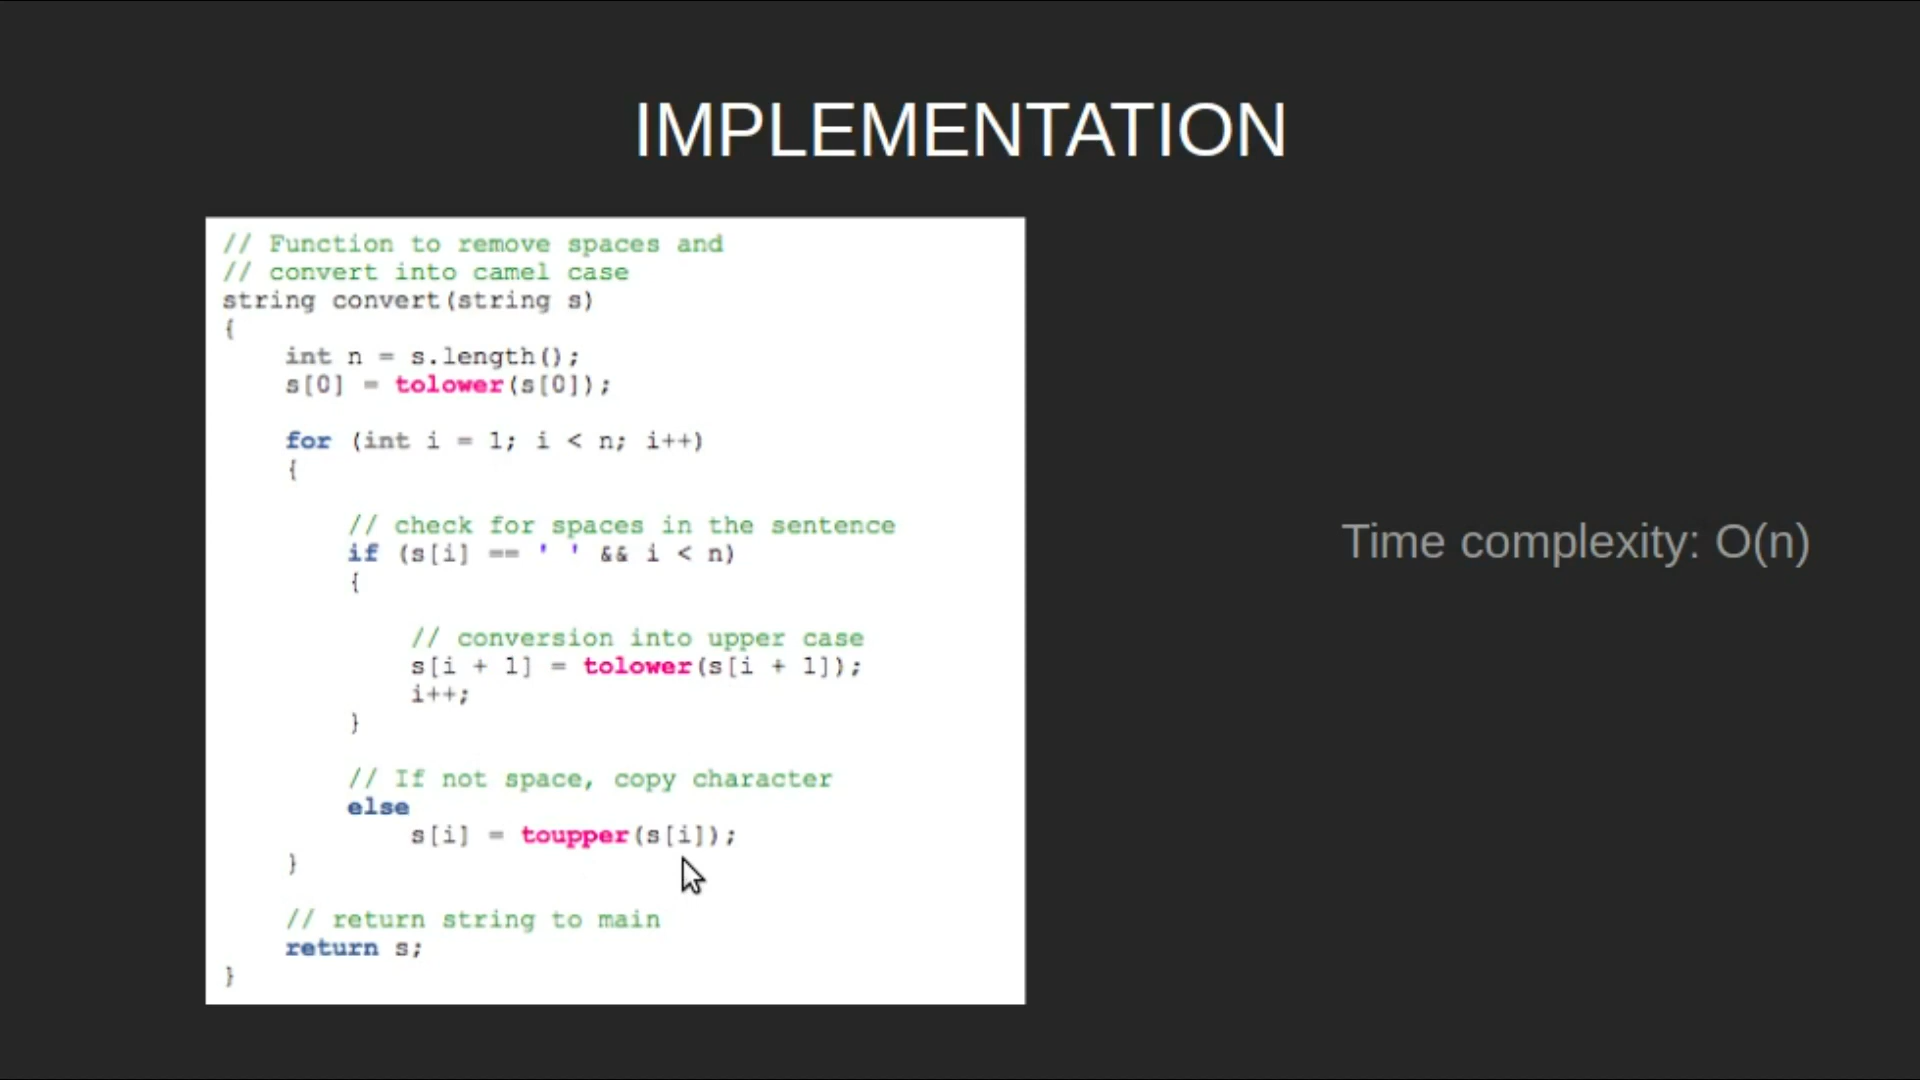 IMPLEMENTATION
// Function to remove spaces and
// convert into camel case
string convert(string s)
{
    int n = s.length();
    s[0] = tolower(s[0]);
    for (int i = 1; i < n; i++)
    {
        // check for spaces in the sentence
        if (s[i] == ' ' && i < n)
        {
            // conversion into upper case
            s[i + 1] = tolower(s[i + 1]);
            i++;
        }
        // If not space, copy character
        else
            s[i] = toupper(s[i]);
    }
    // return string to main
    return s;
}
Time complexity: O(n)